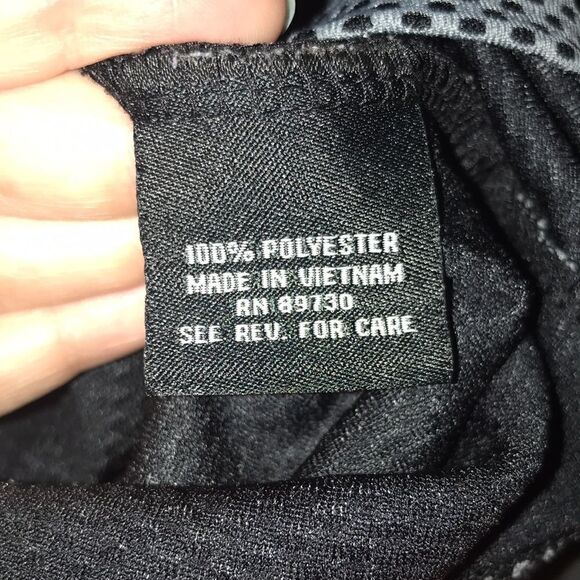 100% POLYESTER
MADE IN VIETNAM
RN 89730
SEE REV. FOR CARE